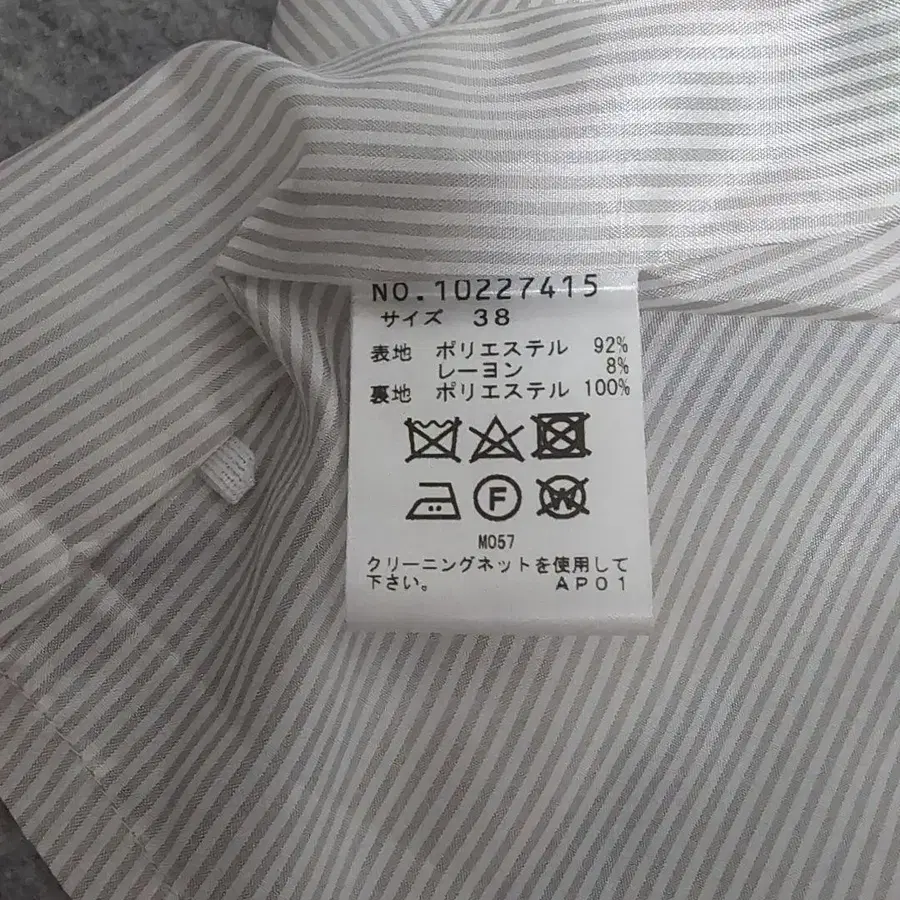 NO.10227415
サイズ 38
表地 ポリエステル 92%
レーヨン 8%
裏地 ポリエステル 100%
F W
M057
クリーニングネットを使用して
下さい。 AP01